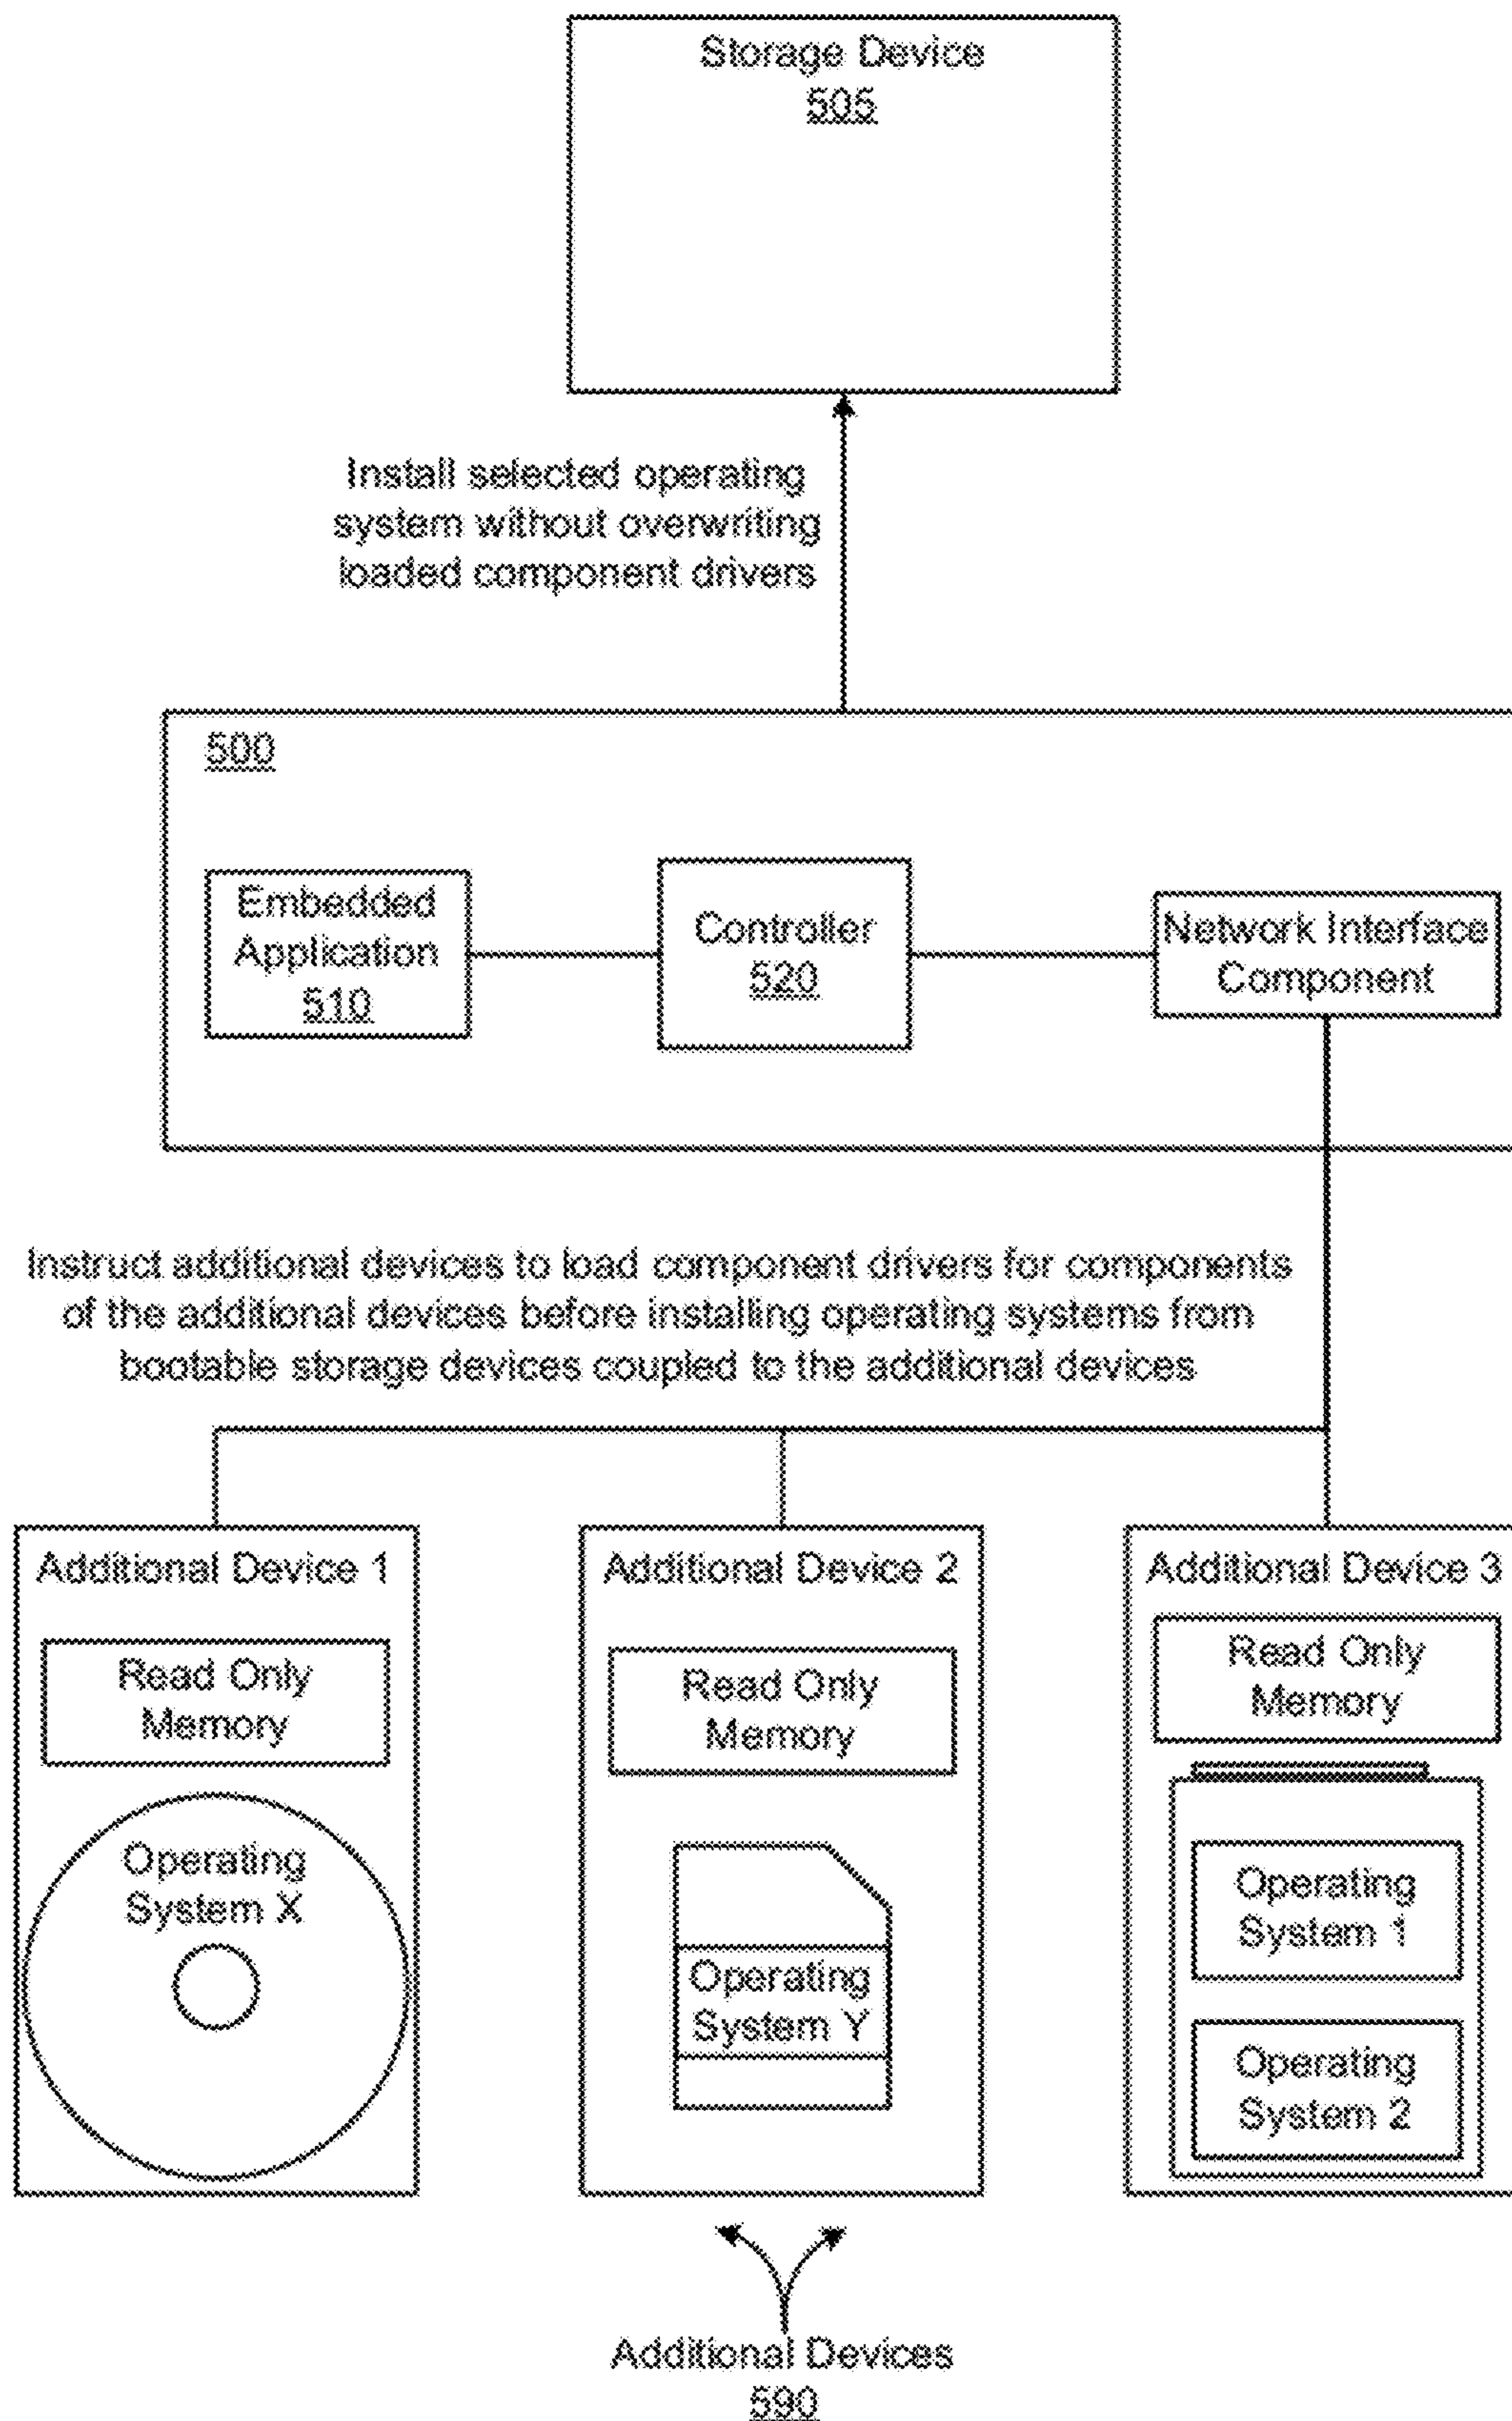 Storage Device
505
Install selected operating
system without overwriting
loaded component drivers
500
Embedded
Application
510
Controller
520
Network Interface
Component
Instruct additional devices to load component drivers for components
of the additional devices before installing operating systems from
bootable storage devices coupled to the additional devices
Additional Device 1
Read Only
Memory
Operating
System X
Additional Device 2
Read Only
Memory
Operating
System Y
Additional Device 3
Read Only
Memory
Operating
System 1
Operating
System 2
Additional Devices
590